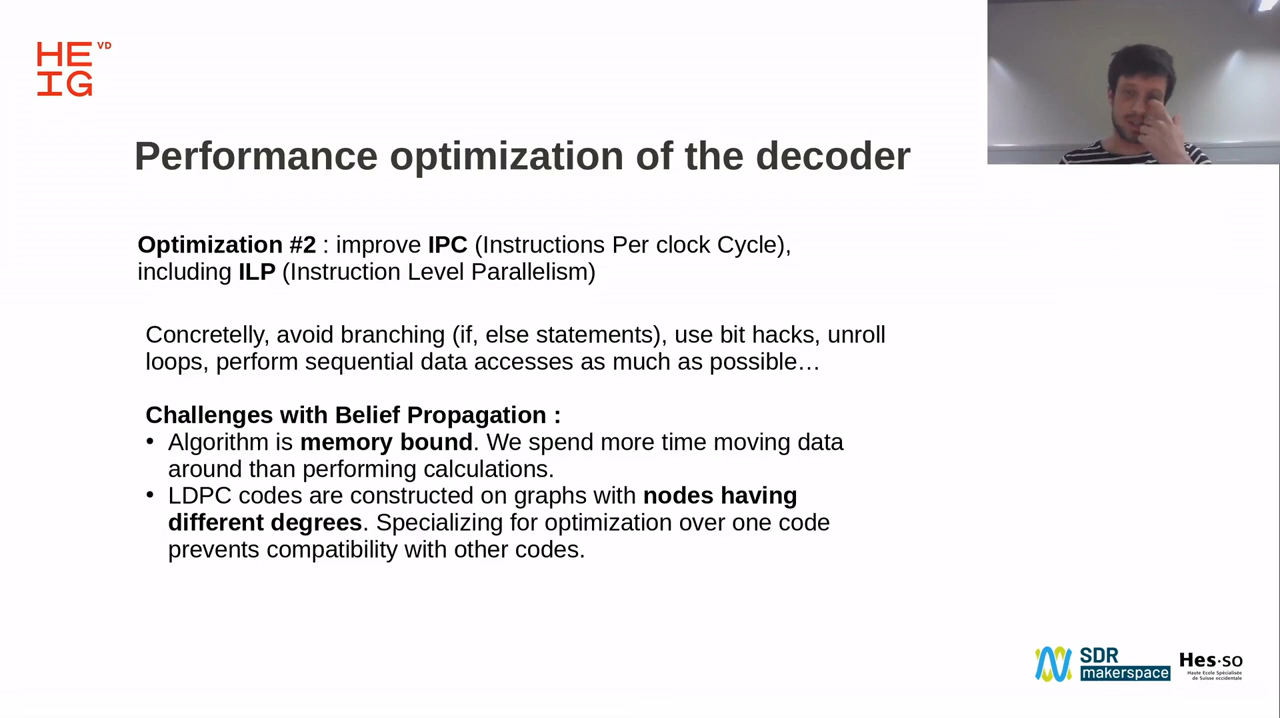 HE VD
IG
Performance optimization of the decoder
Optimization #2 : improve IPC (Instructions Per clock Cycle),
including ILP (Instruction Level Parallelism)
Concretelly, avoid branching (if, else statements), use bit hacks, unroll
loops, perform sequential data accesses as much as possible…
Challenges with Belief Propagation :
• Algorithm is memory bound. We spend more time moving data
around than performing calculations.
• LDPC codes are constructed on graphs with nodes having
different degrees. Specializing for optimization over one code
prevents compatibility with other codes.
SDR
makerspace
Hes·so
Haute Ecole Spécialisée
de Suisse occidentale